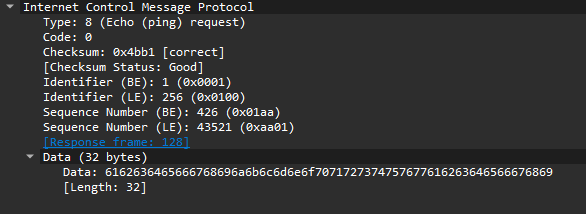 Internet Control Message Protocol
Type: 8 (Echo (ping) request)
Code: 0
Checksum: 0x4bb1 [correct]
[Checksum Status: Good]
Identifier (BE): 1 (0x0001)
Identifier (LE): 256 (0x0100)
Sequence Number (BE): 426 (0x01aa)
Sequence Number (LE): 43521 (0xaa01)
[Response frame: 128]
Data (32 bytes)
Data: 6162636465666768696a6b6c6d6e6f7071727374757677616263646566676869
[Length: 32]